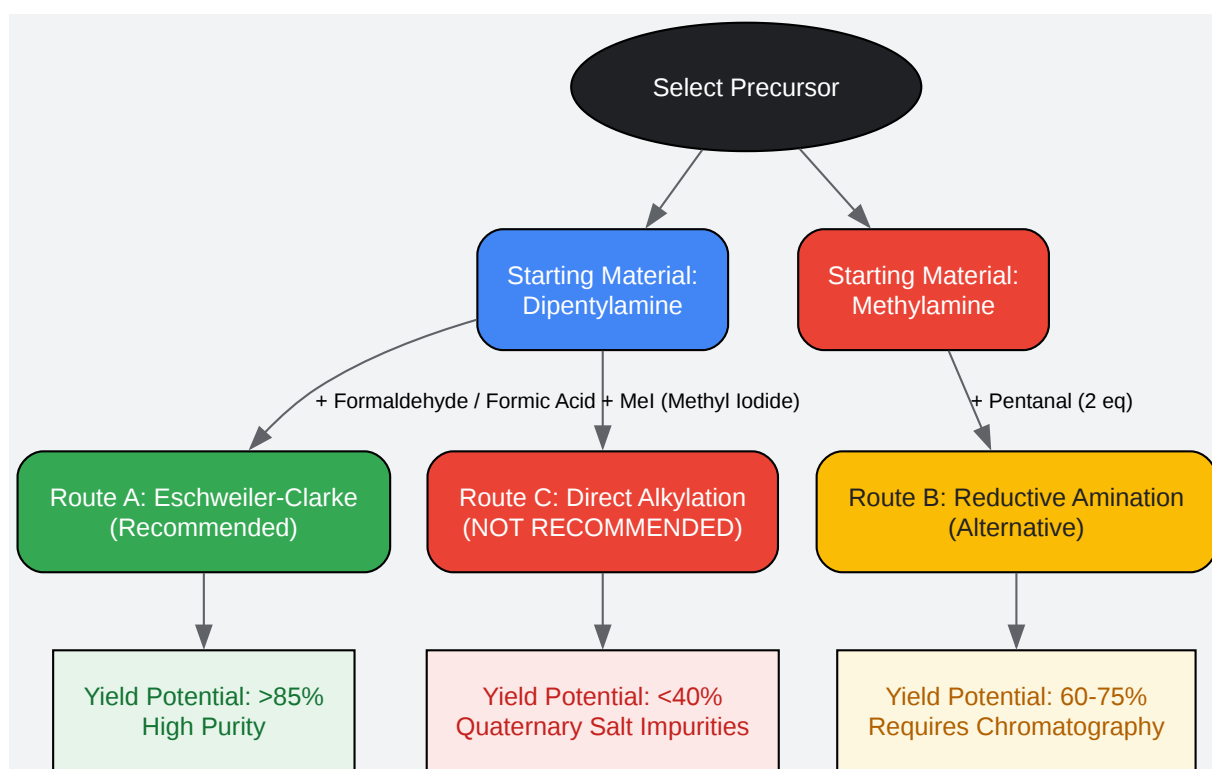 Select Precursor
Starting Material:
Dipentylamine
Starting Material:
Methylamine
+ Formaldehyde / Formic Acid
+ MeI (Methyl Iodide)
+ Pentanal (2 eq)
Route A: Eschweiler-Clarke
(Recommended)
Route C: Direct Alkylation
(NOT RECOMMENDED)
Route B: Reductive Amination
(Alternative)
Yield Potential: >85%
High Purity
Yield Potential: <40%
Quaternary Salt Impurities
Yield Potential: 60-75%
Requires Chromatography